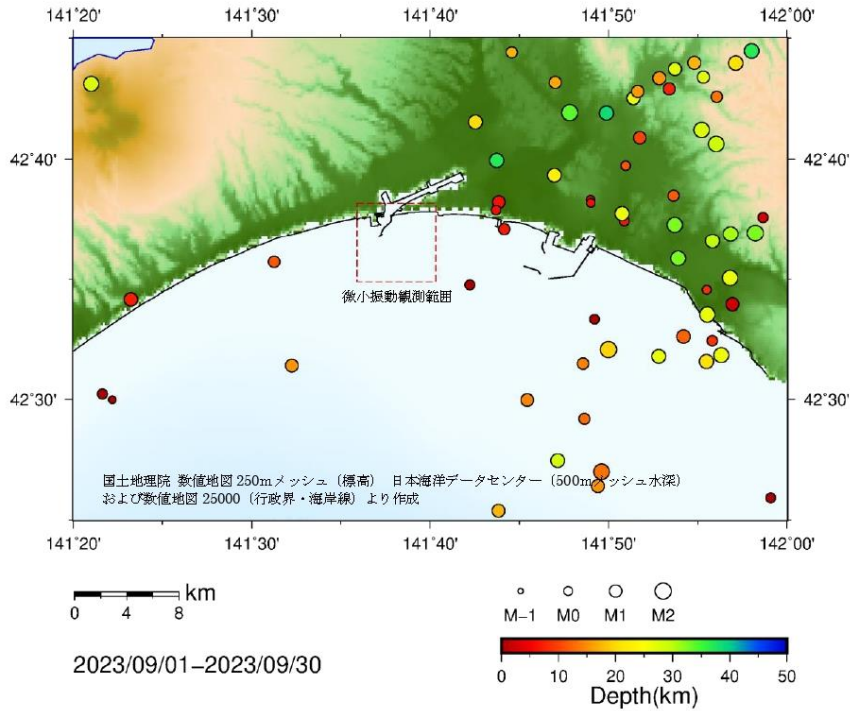 141˚20' 141˚30' 141˚40' 141˚50' 142˚00'
42˚40' 42˚40'
微小振動観測範囲
42˚30' 42˚30'
国土地理院 数値地図 250mメッシュ（標高） 日本海洋データセンター（500mメッシュ水深）
および数値地図 25000（行政界・海岸線）より作成
141˚20' 141˚30' 141˚40' 141˚50' 142˚00'
km
0 4 8
M−1 M0 M1 M2
2023/09/01−2023/09/30
0 10 20 30 40 50
Depth(km)